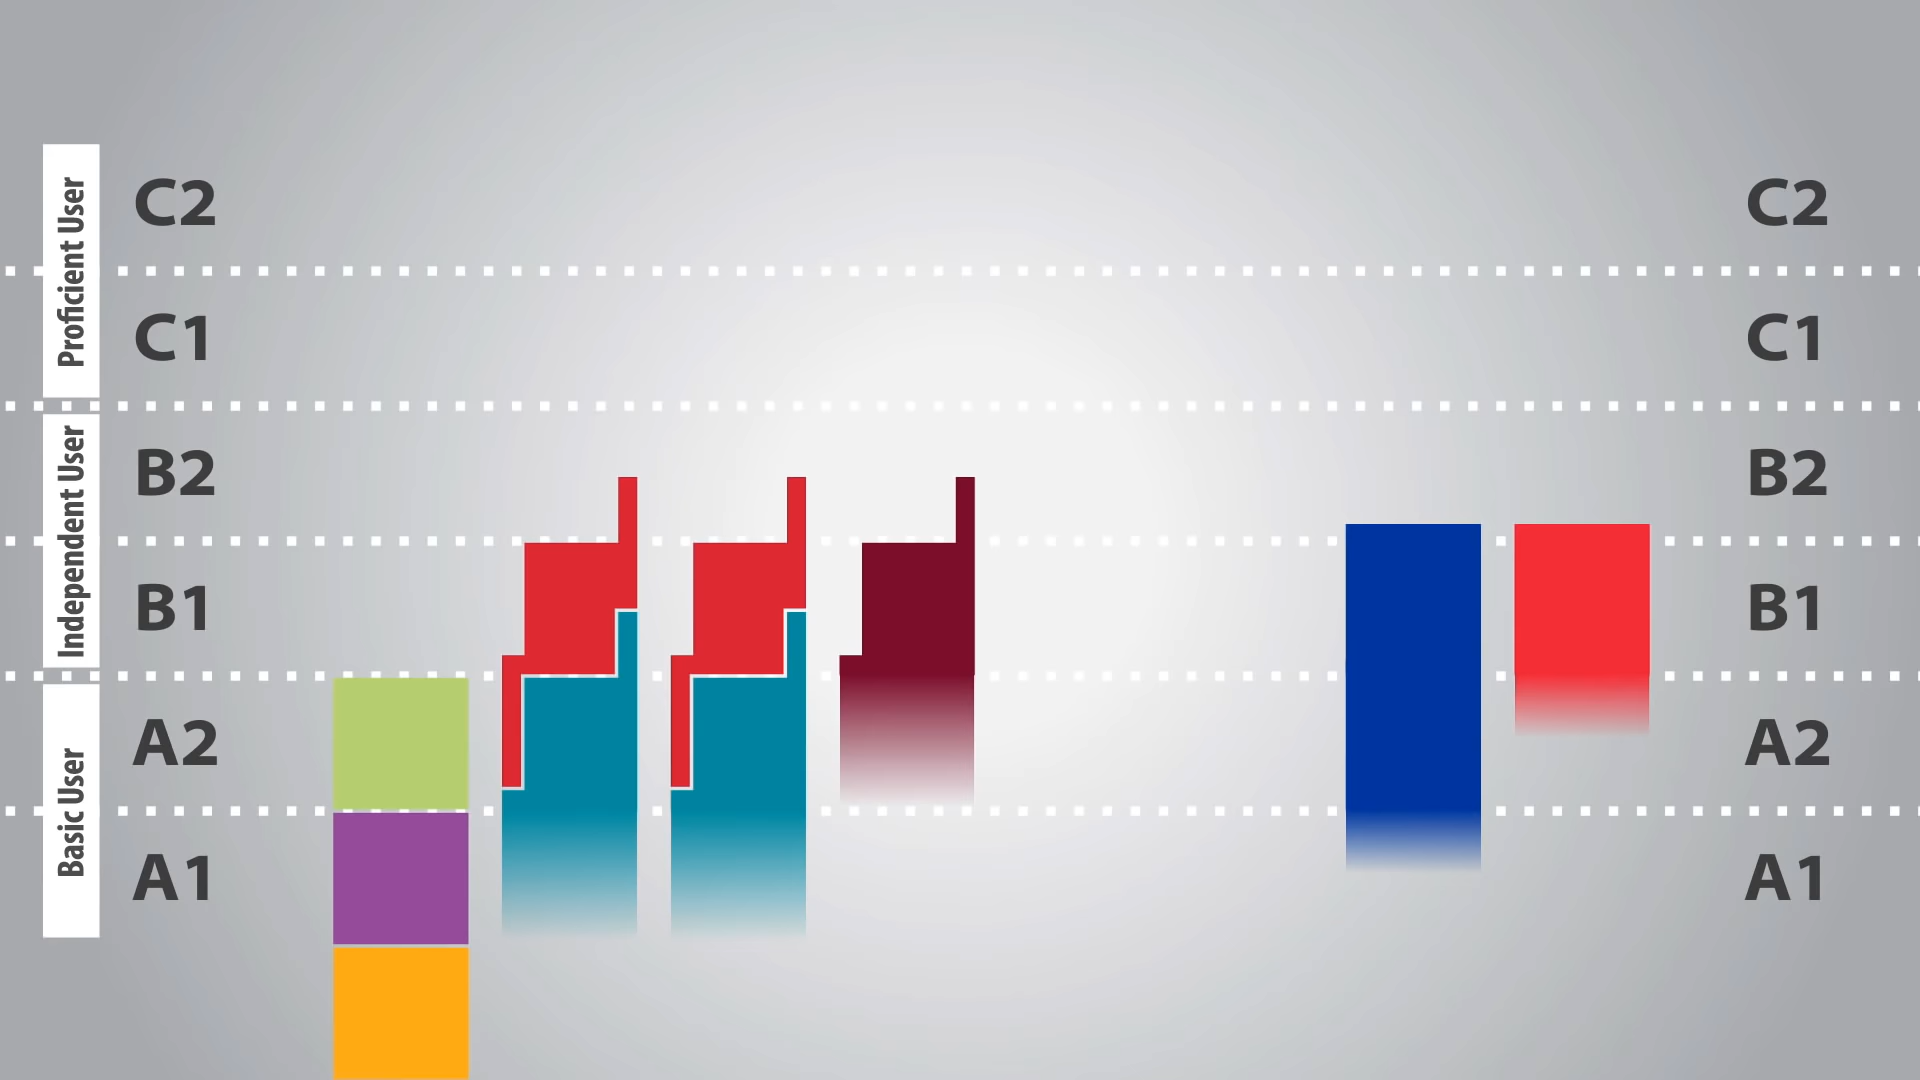 Proficient User
C2
C2
C1
C1
Independent User
B2
B2
B1
B1
Basic User
A2
A2
A1
A1